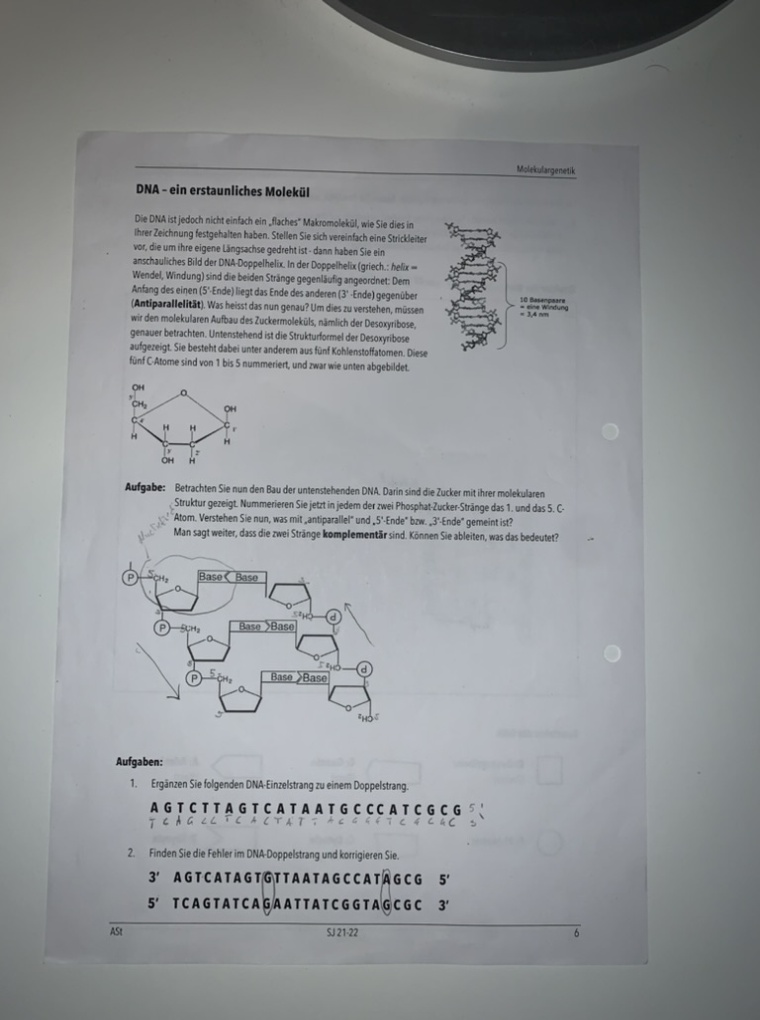 Molekulargenetik
DNA – ein erstaunliches Molekül
Die DNA ist jedoch nicht einfach ein „flaches" Makromolekül, wie Sie dies in
Ihrer Zeichnung festgehalten haben. Stellen Sie sich vereinfach eine Strickleiter
vor, die um ihre eigene Längsachse gedreht ist - dann haben Sie ein
anschauliches Bild der DNA-Doppelhelix. In der Doppelhelix (griech.: helix =
Wendel, Windung) sind die beiden Stränge gegenläufig angeordnet: Dem
Anfang des einen (5'-Ende) liegt das Ende des anderen (3' -Ende) gegenüber
(Antiparallelität). Was heisst das nun genau? Um dies zu verstehen, müssen
wir den molekularen Aufbau des Zuckermoleküls, nämlich der Desoxyribose,
genauer betrachten. Untenstehend ist die Strukturformel der Desoxyribose
aufgezeigt. Sie besteht dabei unter anderem aus fünf Kohlenstoffatomen. Diese
fünf C-Atome sind von 1 bis 5 nummeriert, und zwar wie unten abgebildet.
10 Basenpaare
= eine Windung
= 3,4 nm
OH
CH₂
O
OH
C
H
H
H
C
C
C
H
OH
H
Aufgabe: Betrachten Sie nun den Bau der untenstehenden DNA. Darin sind die Zucker mit ihrer molekularen
Struktur gezeigt. Nummerieren Sie jetzt in jedem der zwei Phosphat-Zucker-Stränge das 1. und das 5. C-
Atom. Verstehen Sie nun, was mit „antiparallel" und „5'-Ende" bzw. „3'-Ende" gemeint ist?
Man sagt weiter, dass die zwei Stränge komplementär sind. Können Sie ableiten, was das bedeutet?
P 5 CH₂ O Base Base O P
P 5 CH₂ O Base Base O P
P 5 CH₂ O Base Base O
Aufgaben:
1. Ergänzen Sie folgenden DNA-Einzelstrang zu einem Doppelstrang.
A G T C T T A G T C A T A A T G C C C A T C G C G 5'
2. Finden Sie die Fehler im DNA-Doppelstrang und korrigieren Sie.
3' AGTCATAGTGTTAATAGCCATAGCG 5'
5' TCAGTATCAGAATTATCGGTAGCGC 3'
ASt
SJ 21-22
6